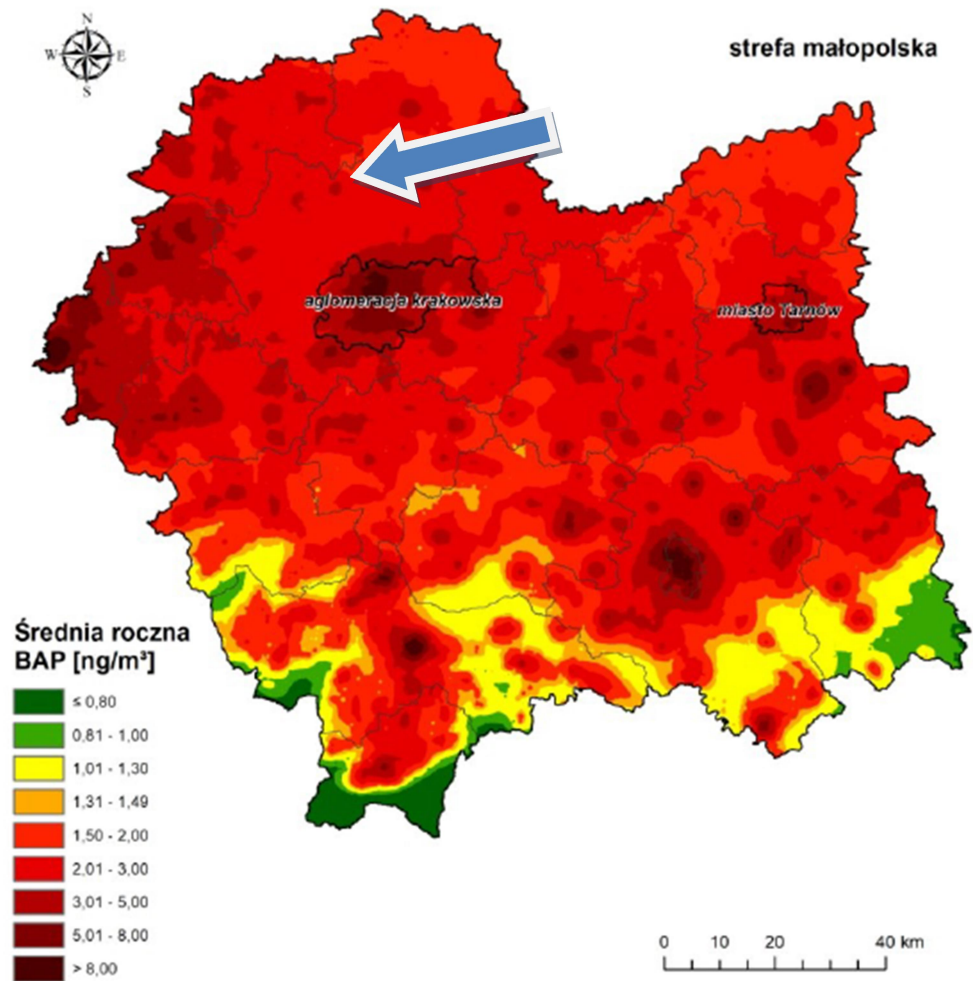 N
W E
S
strefa małopolska
aglomeracja krakowska
miasto Tarnów
Średnia roczna
BAP [ng/m³]
≤ 0,80
0,81 - 1,00
1,01 - 1,30
1,31 - 1,49
1,50 - 2,00
2,01 - 3,00
3,01 - 5,00
5,01 - 8,00
> 8,00
0 10 20 40 km